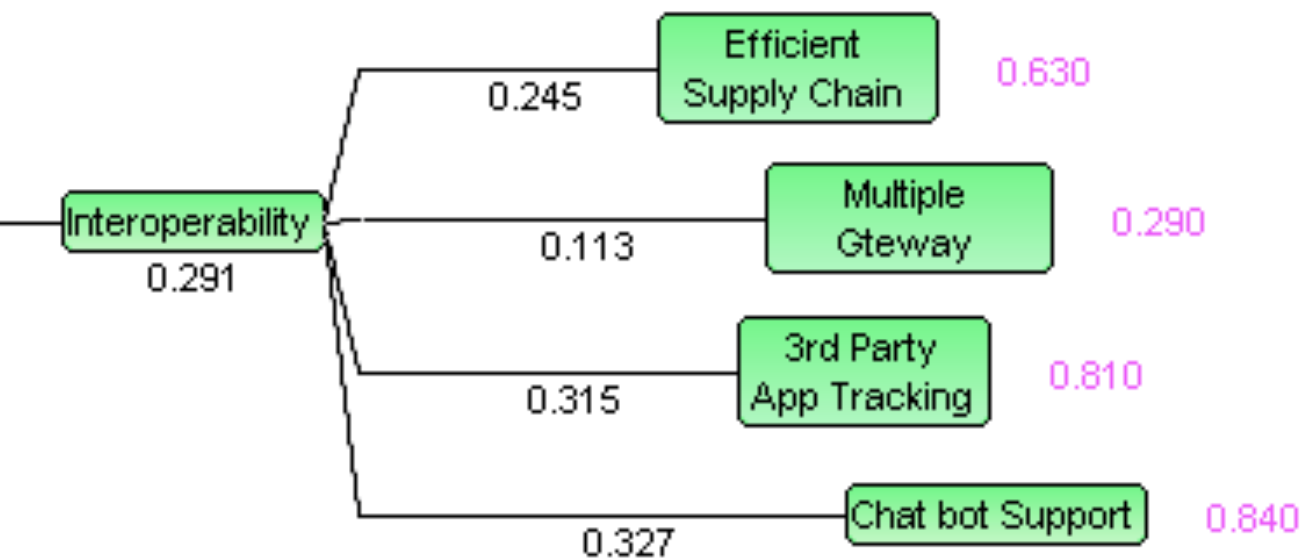 Efficient
Supply Chain
0.630
0.245
Multiple
Gteway
0.290
Interoperability
0.113
0.291
3rd Party
App Tracking
0.810
0.315
Chat bot Support
0.840
0.327